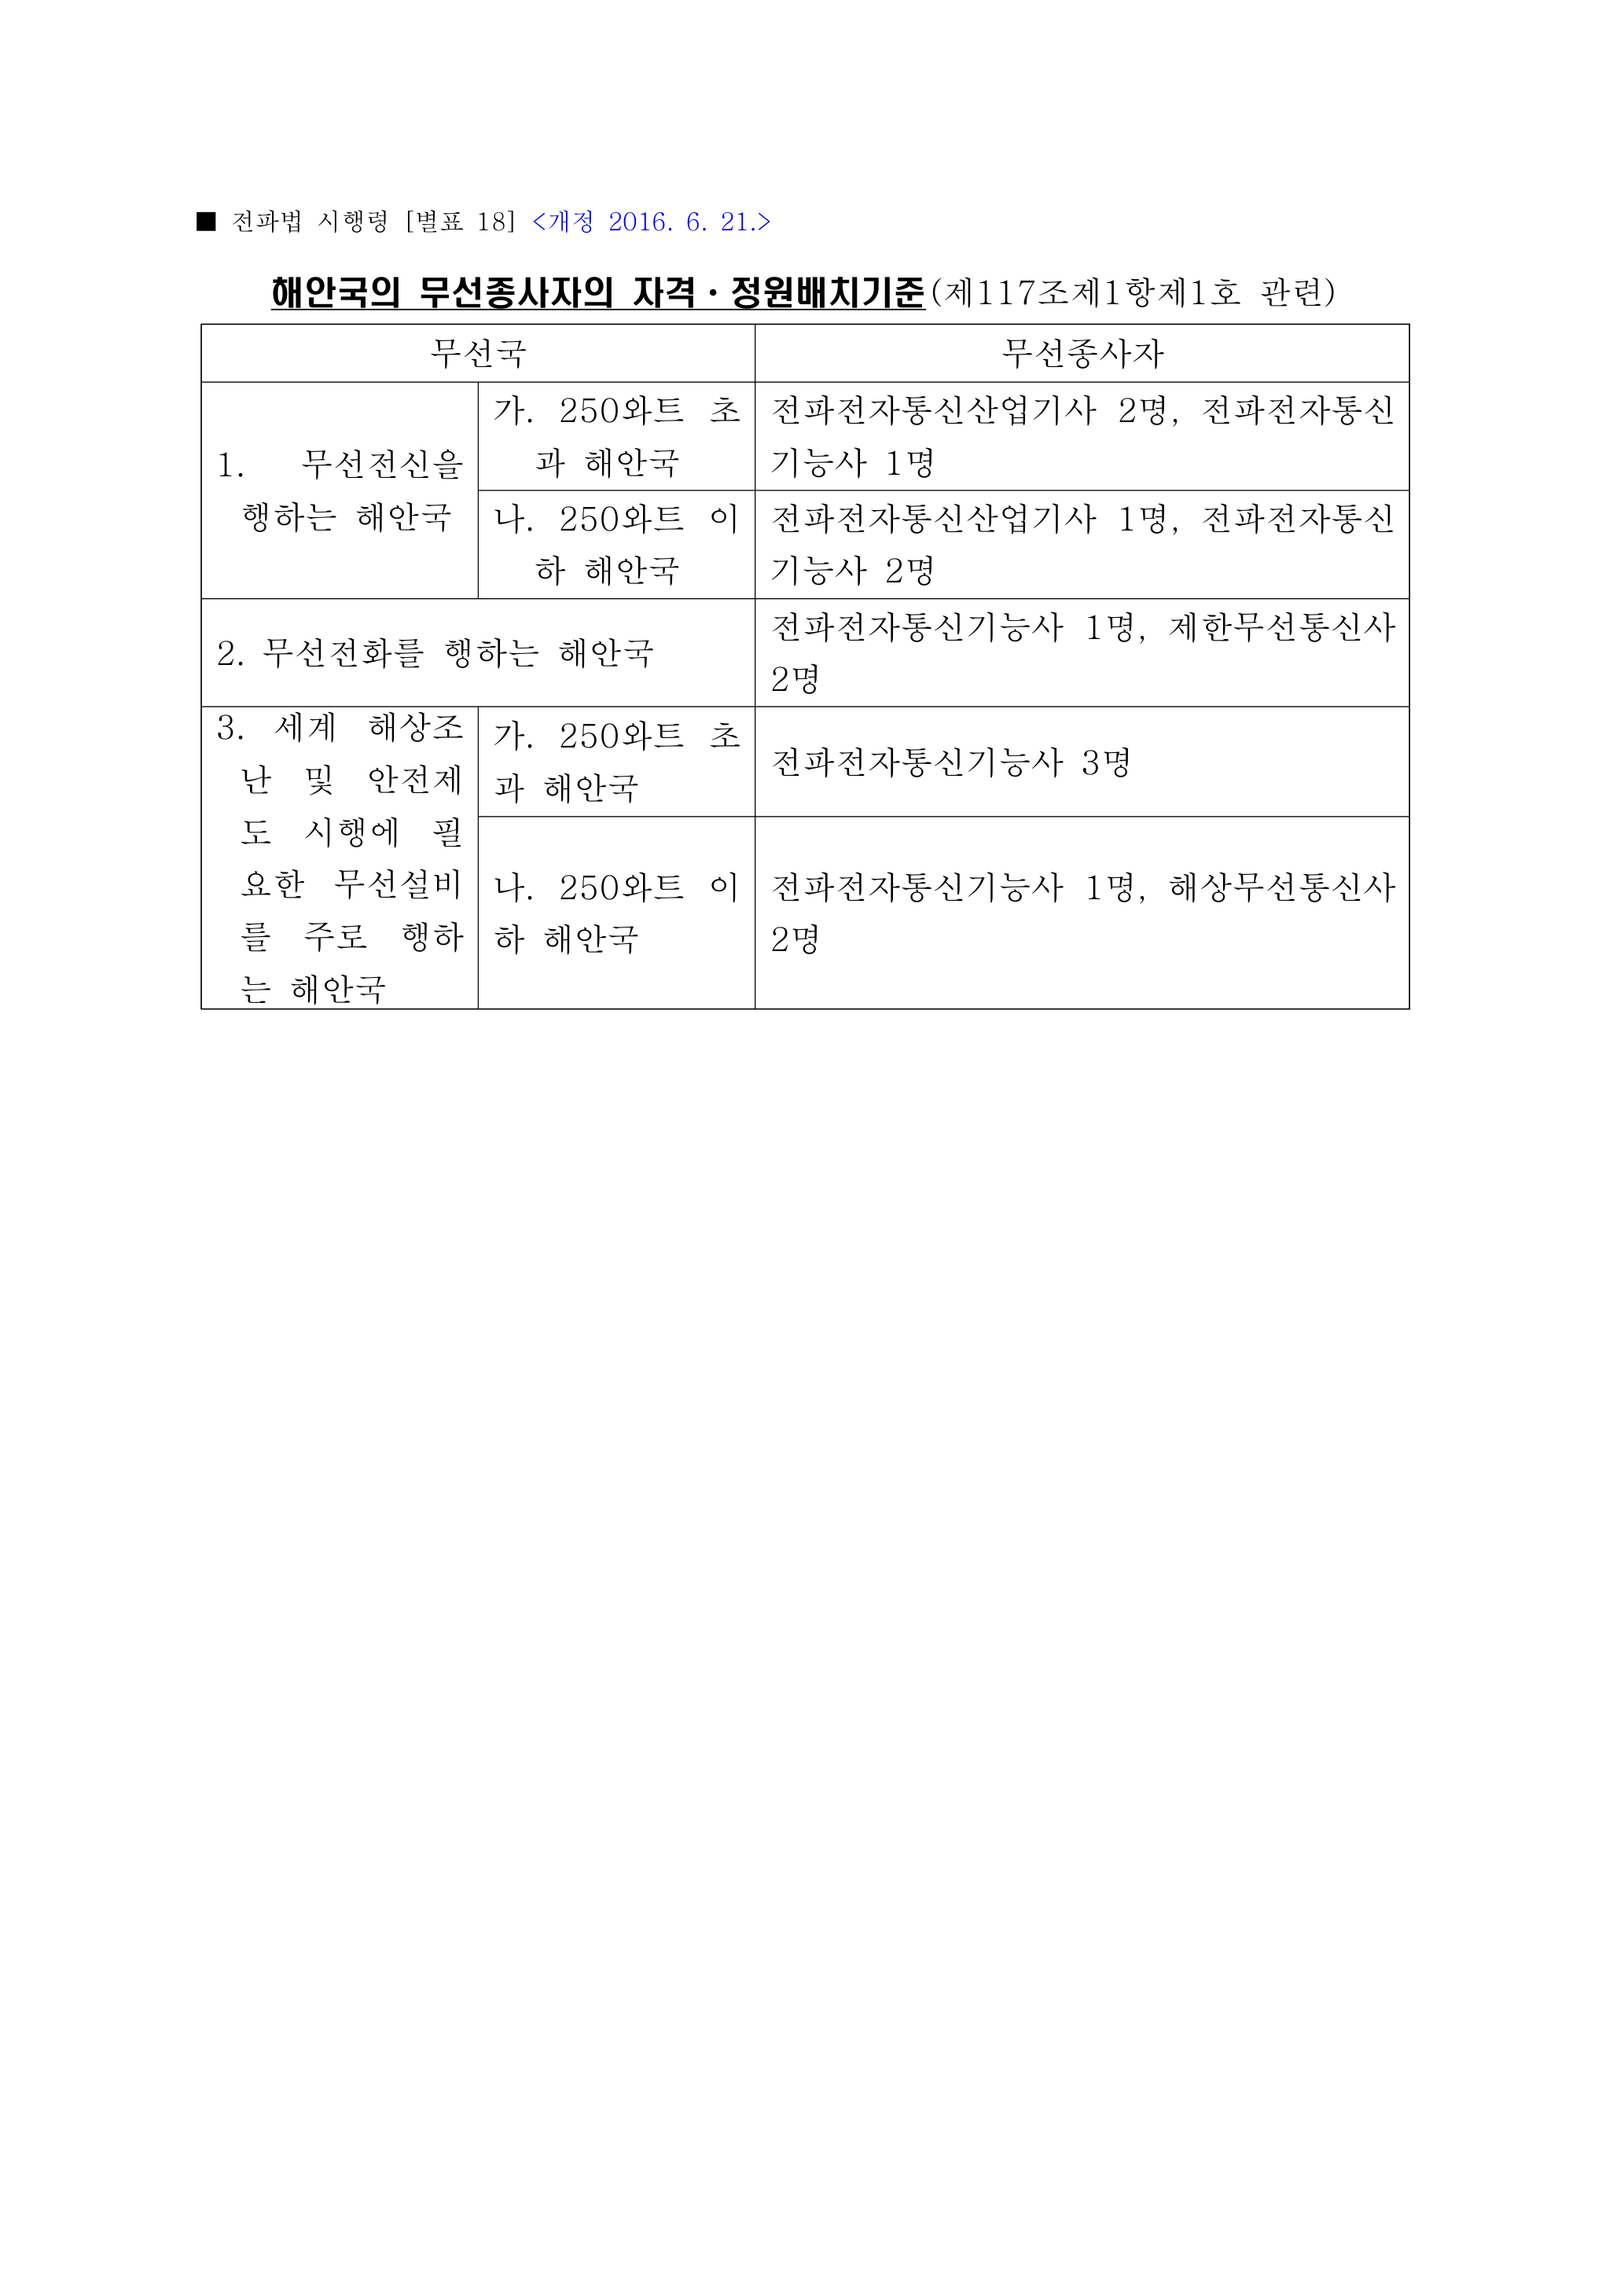 ■ 전파법 시행령 [별표 18] <개정 2016. 6. 21.>
해안국의 무선종사자의 자격ㆍ정원배치기준(제117조제1항제1호 관련)
무선국
무선종사자
1. 무선전신을
행하는 해안국
가. 250와트 초
과 해안국
전파전자통신산업기사 2명, 전파전자통신
기능사 1명
나. 250와트 이
하 해안국
전파전자통신산업기사 1명, 전파전자통신
기능사 2명
2. 무선전화를 행하는 해안국
전파전자통신기능사 1명, 제한무선통신사
2명
3. 세계 해상조
난 및 안전제
도 시행에 필
요한 무선설비
를 주로 행하
는 해안국
가. 250와트 초
과 해안국
전파전자통신기능사 3명
나. 250와트 이
하 해안국
전파전자통신기능사 1명, 해상무선통신사
2명